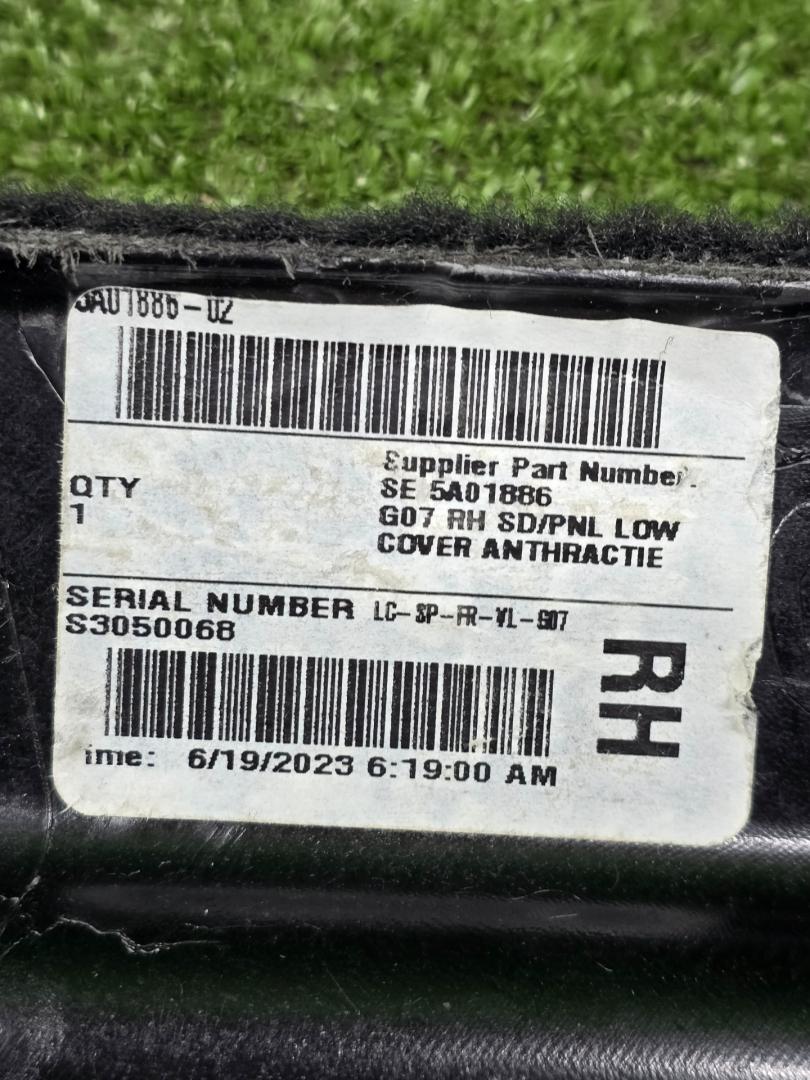 5A01886-02
Supplier Part Number:
SE 5A01886
G07 RH SD/PNL LOW
COVER ANTHRACTIE
QTY
1
SERIAL NUMBER LC-SP-FR-VL-G07
S3050068
RH
ime: 6/19/2023 6:19:00 AM